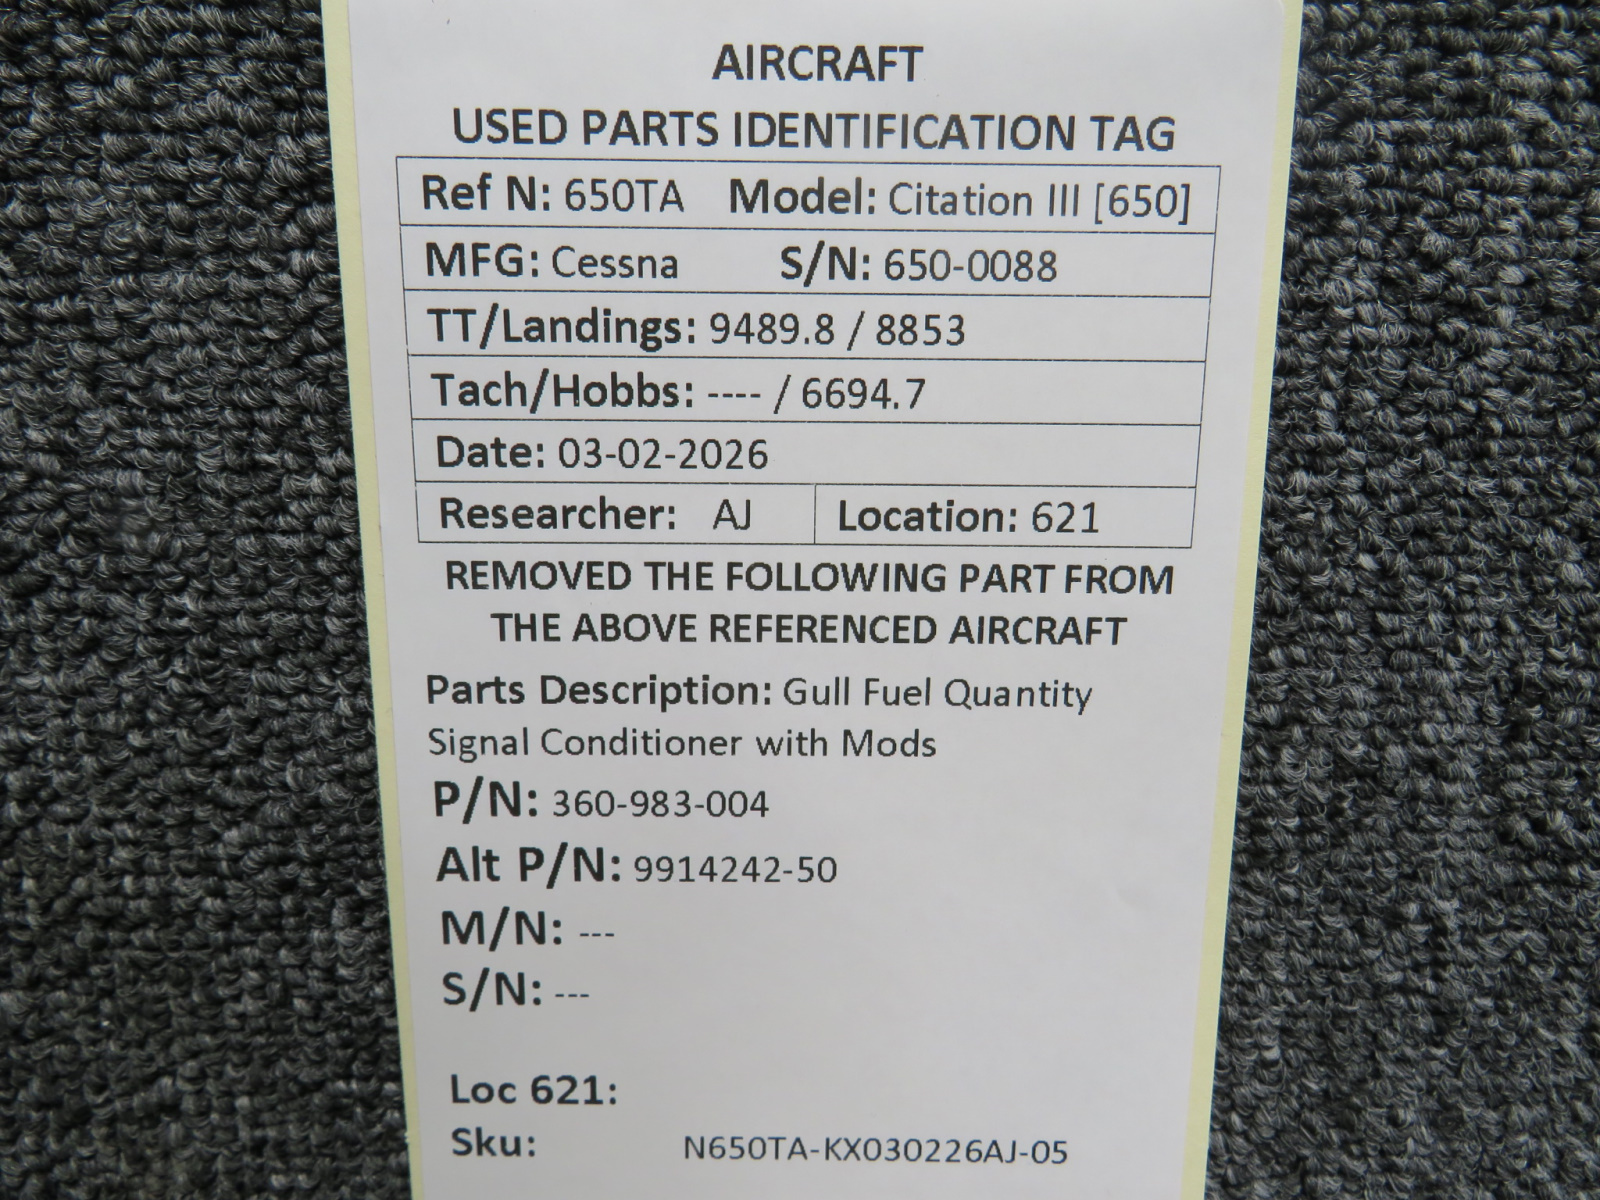 AIRCRAFT
USED PARTS IDENTIFICATION TAG
Ref N: 650TA Model: Citation III [650]
MFG: Cessna S/N: 650-0088
TT/Landings: 9489.8 / 8853
Tach/Hobbs: ---- / 6694.7
Date: 03-02-2026
Researcher: AJ Location: 621
REMOVED THE FOLLOWING PART FROM
THE ABOVE REFERENCED AIRCRAFT
Parts Description: Gull Fuel Quantity
Signal Conditioner with Mods
P/N: 360-983-004
Alt P/N: 9914242-50
M/N: ---
S/N: ---
Loc 621:
Sku: N650TA-KX030226AJ-05